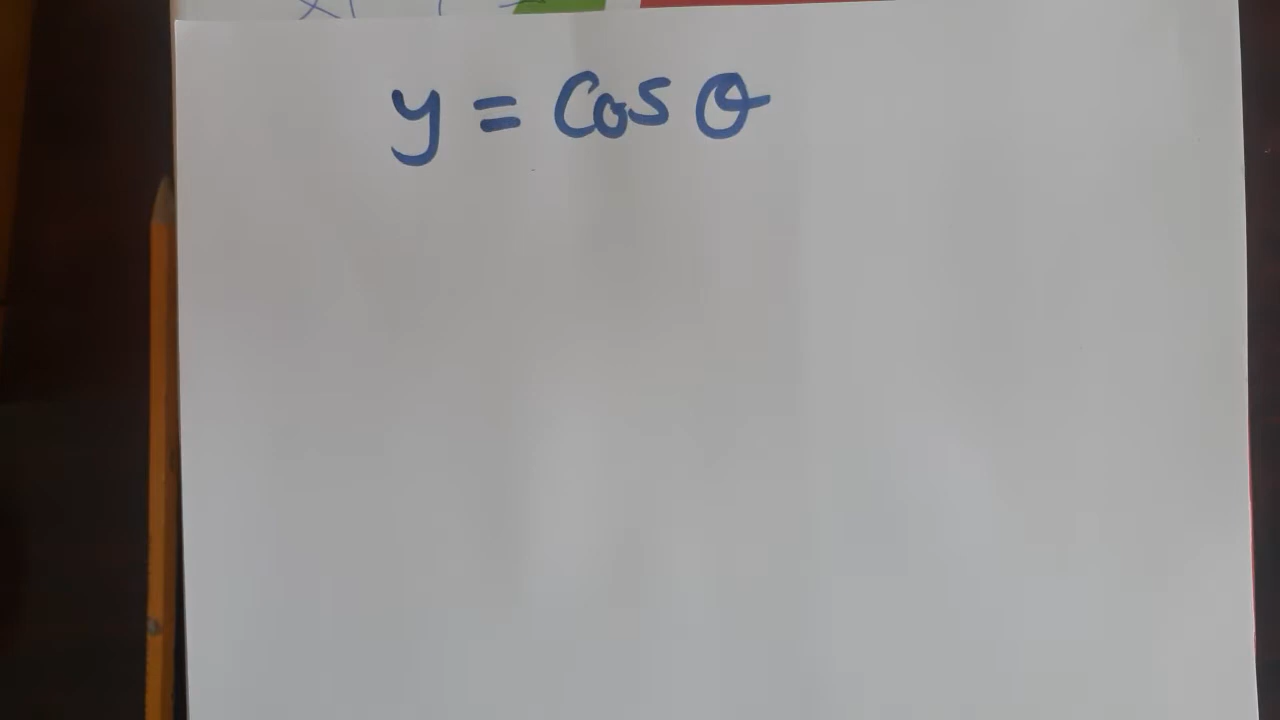 y = cos θ